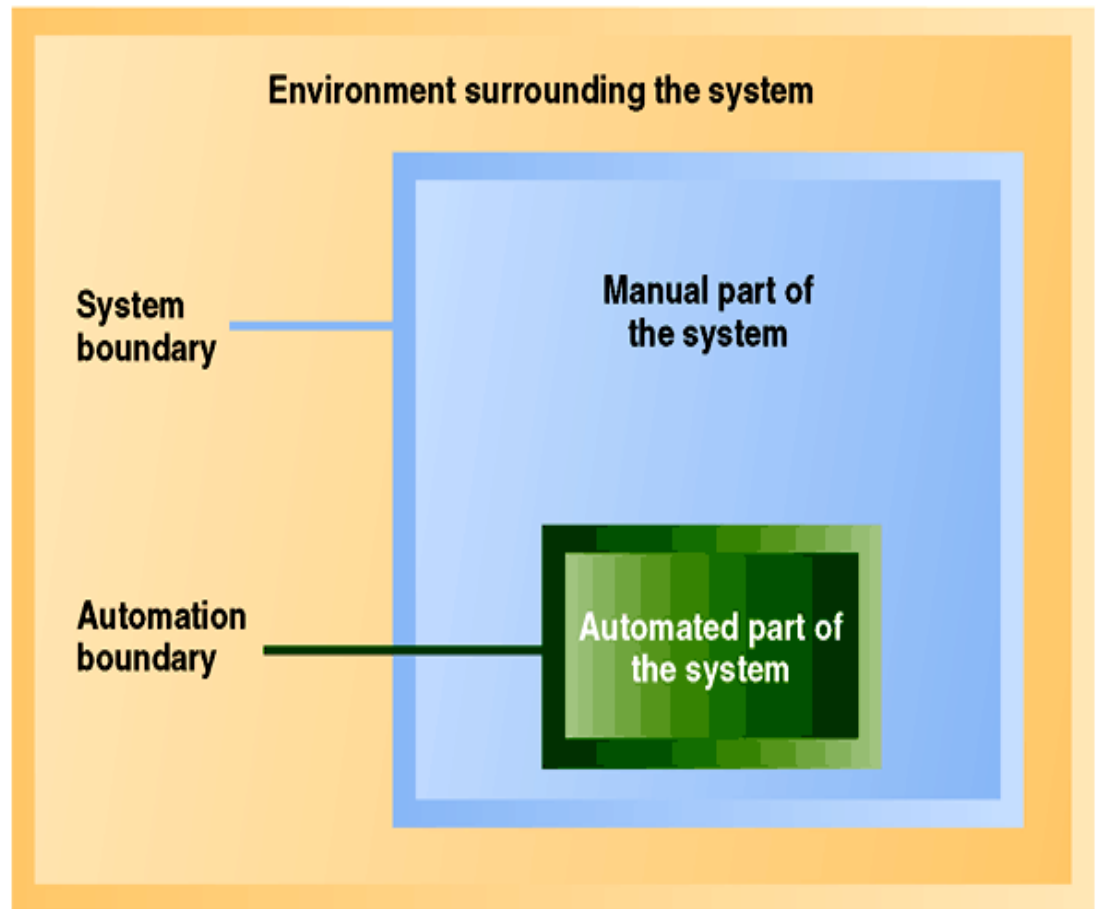 Environment surrounding the system
Manual part of
the system
System
boundary
Automation
boundary
Automated part of
the system